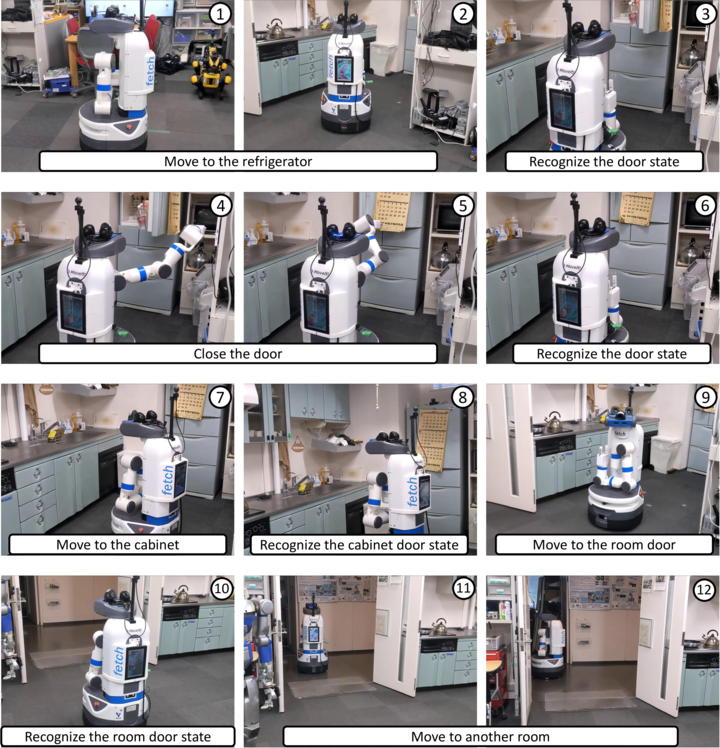 1
2
3
fetch
fetch
Move to the refrigerator
Recognize the door state
4
5
6
Close the door
Recognize the door state
7
8
9
fetch
fetch
fetch
Move to the cabinet
Recognize the cabinet door state
Move to the room door
10
11
12
fetch
Recognize the room door state
Move to another room